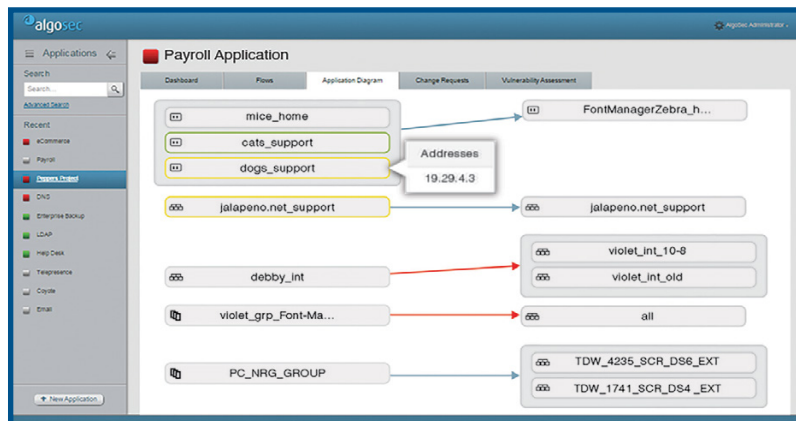 algosec
AlgoSec Administrator
Applications
Search
Search...
Advanced Search
Recent
eCommerce
Payroll
Peppers Project
DNS
Enterprise Backup
LDAP
Help Desk
Telepresence
Coyote
Email
New Application
Payroll Application
Dashboard
Flows
Application Diagram
Change Requests
Vulnerability Assessment
mice_home
cats_support
dogs_support
Addresses
19.29.4.3
FontManagerZebra_h...
jalapeno.net_support
jalapeno.net_support
debby_int
violet_int_10-8
violet_int_old
violet_grp_Font-Ma...
all
PC_NRG_GROUP
TDW_4235_SCR_DS6_EXT
TDW_1741_SCR_DS4 _EXT